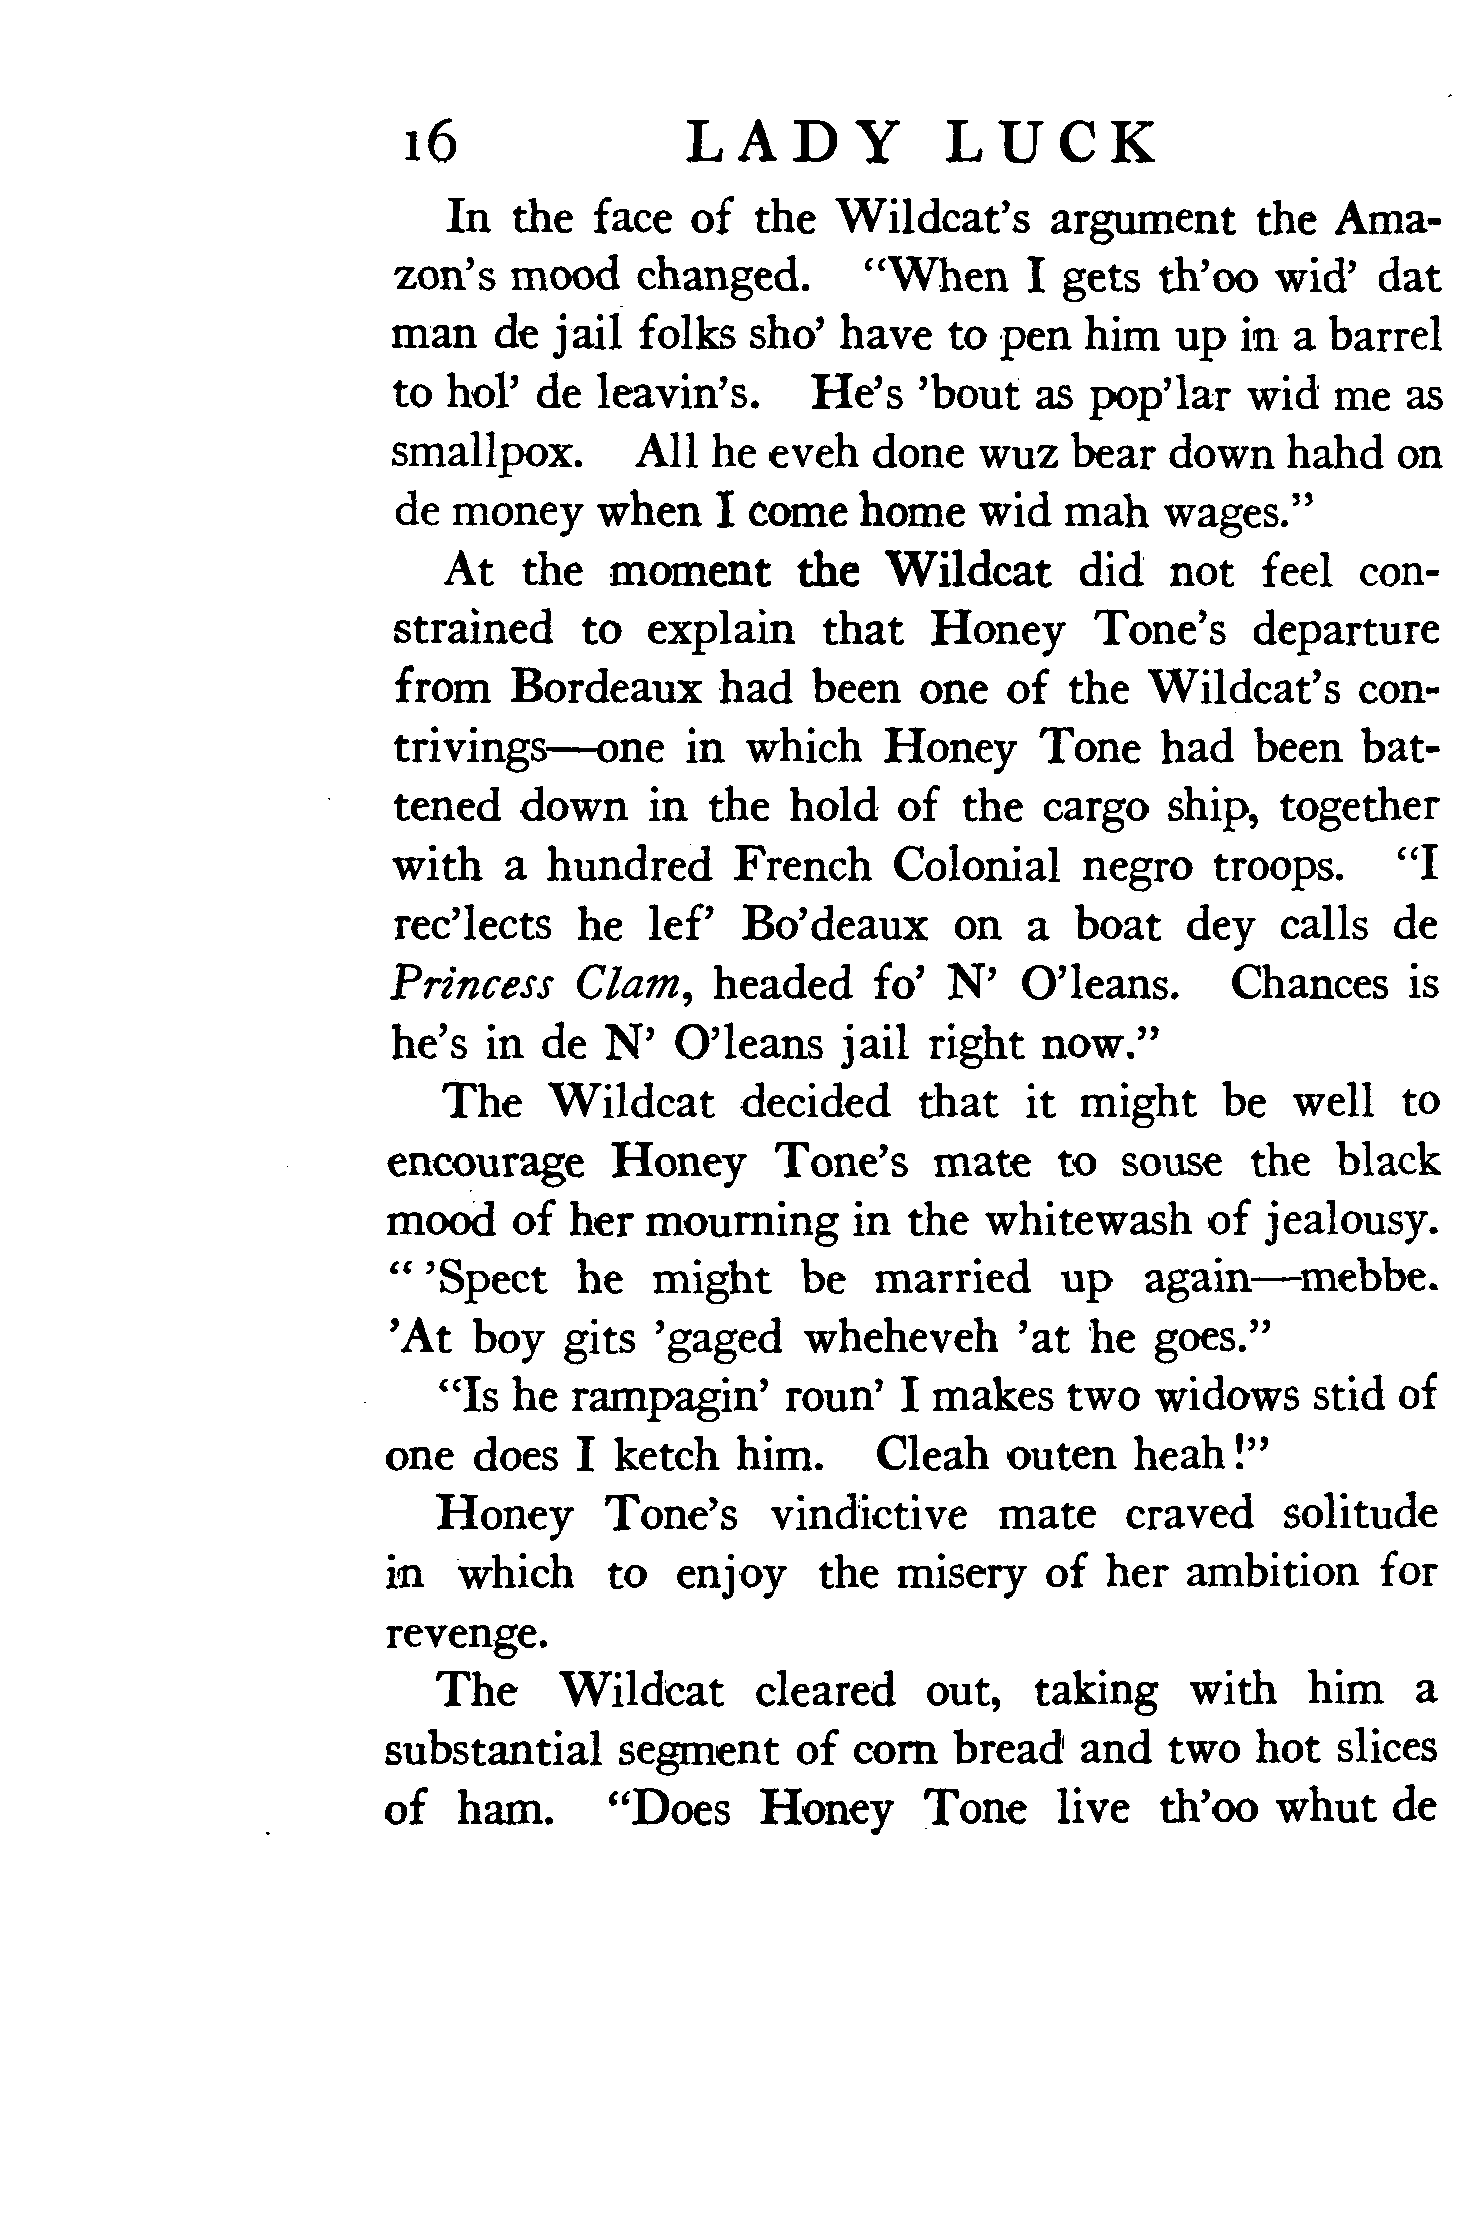 16 LADY LUCK
In the face of the Wildcat's argument the Ama-
zon's mood changed. "When I gets th'oo wid' dat
man de jail folks sho' have to pen him up in a barrel
to hol' de leavin's. He's 'bout as pop'lar wid me as
smallpox. All he eveh done wuz bear down hahd on
de money when I come home wid mah wages."
At the moment the Wildcat did not feel con-
strained to explain that Honey Tone's departure
from Bordeaux had been one of the Wildcat's con-
trivings—one in which Honey Tone had been bat-
tened down in the hold of the cargo ship, together
with a hundred French Colonial negro troops. "I
rec'lects he lef' Bo'deaux on a boat dey calls de
Princess Clam, headed fo' N' O'leans. Chances is
he's in de N' O'leans jail right now."
The Wildcat decided that it might be well to
encourage Honey Tone's mate to souse the black
mood of her mourning in the whitewash of jealousy.
" 'Spect he might be married up again—mebbe.
'At boy gits 'gaged wheheveh 'at he goes."
"Is he rampagin' roun' I makes two widows stid of
one does I ketch him. Cleah outen heah!"
Honey Tone's vindictive mate craved solitude
in which to enjoy the misery of her ambition for
revenge.
The Wildcat cleared out, taking with him a
substantial segment of corn bread and two hot slices
of ham. "Does Honey Tone live th'oo whut de